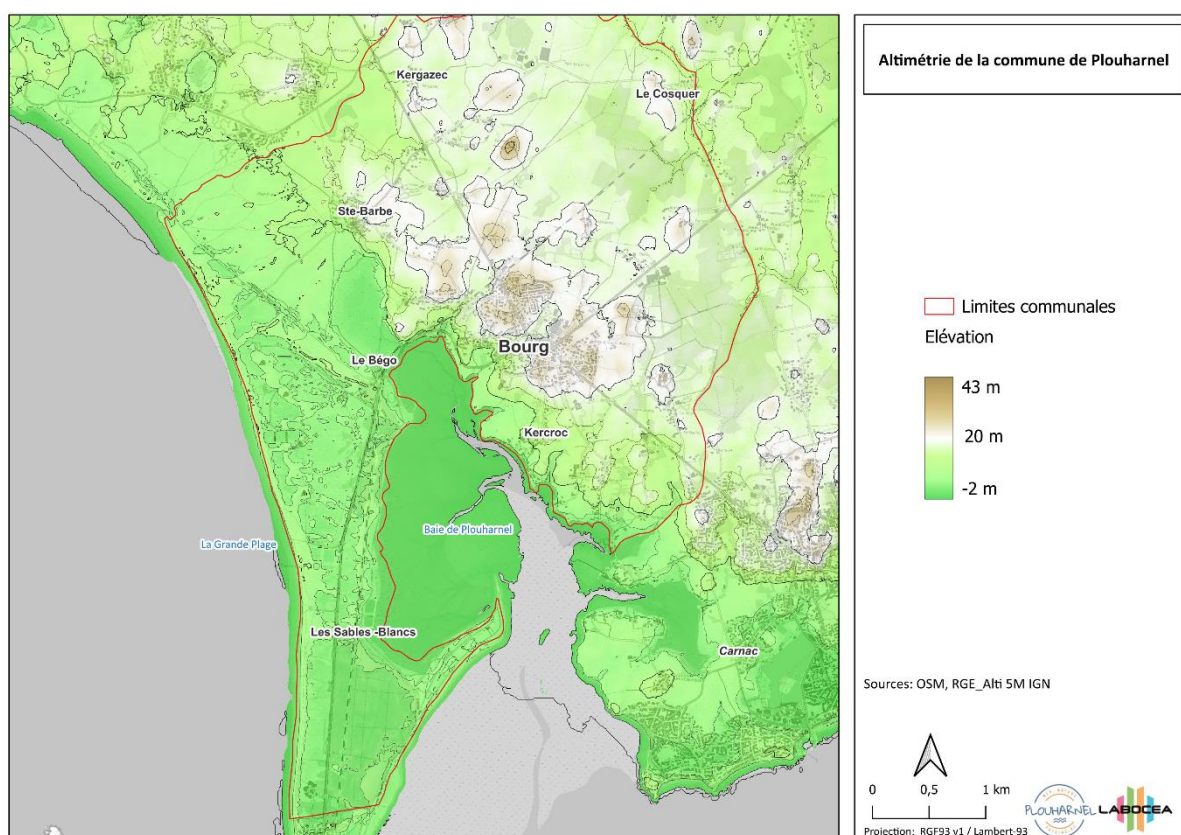 Kergazec
Le Cosquer
Ste-Barbe
Bourg
Le Bégo
Kercroc
Baie de Plouharnel
La Grande Plage
Les Sables -Blancs
Carnac
Altimétrie de la commune de Plouharnel
Limites communales
Elévation
43 m
20 m
-2 m
Sources: OSM, RGE_Alti 5M IGN
0 0,5 1 km
PLOUHARNEL
LABOCEA
Projection: RGF93 v1 / Lambert-93